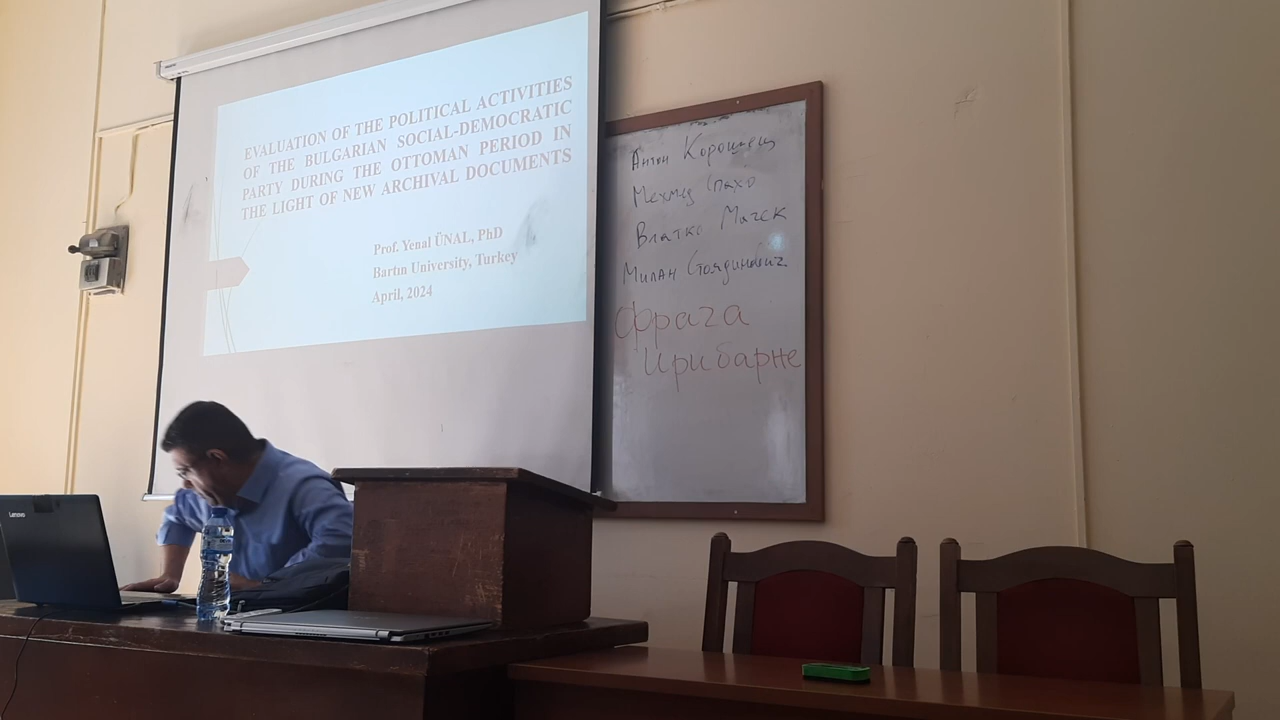 EVALUATION OF THE POLITICAL ACTIVITIES
OF THE BULGARIAN SOCIAL-DEMOCRATIC
PARTY DURING THE OTTOMAN PERIOD IN
THE LIGHT OF NEW ARCHIVAL DOCUMENTS
Prof. Yenal ÜNAL, PhD
Bartın University, Turkey
April, 2024
Антон Корошец
Мехмед Спахо
Влатко Мачек
Милан Стоядинович
Фрага
Ирибарне
Lenovo